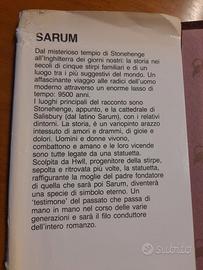 SARUM
Dal misterioso tempio di Stonehenge
all'Inghilterra dei giorni nostri: la storia nei
secoli di cinque stirpi familiari e di un
luogo tra i più suggestivi del mondo. Un
affascinante viaggio alle radici dell'uomo
moderno attraverso un enorme lasso di
tempo: 9500 anni.
I luoghi principali del racconto sono
Stonehenge, appunto, e la cattedrale di
Salisbury (dal latino Sarum), con i relativi
dintorni. La storia, è un variopinto arazzo
intessuto di amori e drammi, di gioie e
dolori. Uomini e donne vivono,
combattono e amano e le loro vicende
sono tutte legate da una statuetta.
Scolpita da Hwll, progenitore della stirpe,
sepolta e ritrovata più volte, la statuetta,
raffigurante la moglie del padre fondatore
di quella che sarà poi Sarum, diventerà
una specie di simbolo eterno. Un
'testimone' del passato che passa di
mano in mano nel corso delle varie
generazioni e sarà il filo conduttore
dell'intero romanzo.
Subito